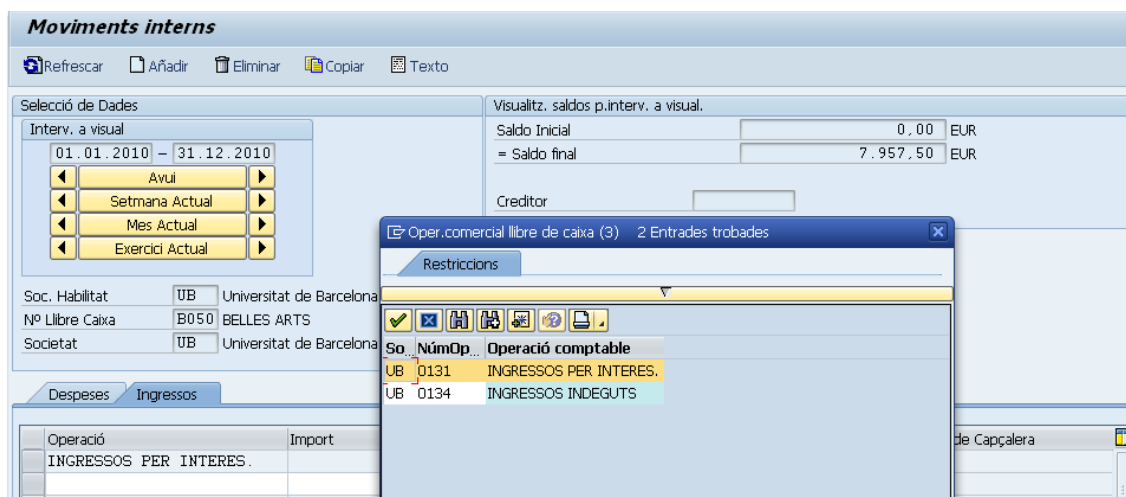 Moviments interns
Refrescar Añadir Eliminar Copiar Texto
Selecció de Dades
Interv. a visual
01.01.2010 – 31.12.2010
Avui
Setmana Actual
Mes Actual
Exercici Actual
Visualitz. saldos p.interv. a visual.
Saldo Inicial 0,00 EUR
= Saldo final 7.957,50 EUR
Creditor
Soc. Habilitat UB Universitat de Barcelona
Nº Llibre Caixa B050 BELLES ARTS
Societat UB Universitat de Barcelona
Oper.comercial llibre de caixa (3) 2 Entrades trobades
Restriccions
So... NúmOp... Operació comptable
UB 0131 INGRESSOS PER INTERES.
UB 0134 INGRESSOS INDEGUTS
Despeses Ingressos
Operació Import de Capçalera
INGRESSOS PER INTERES.